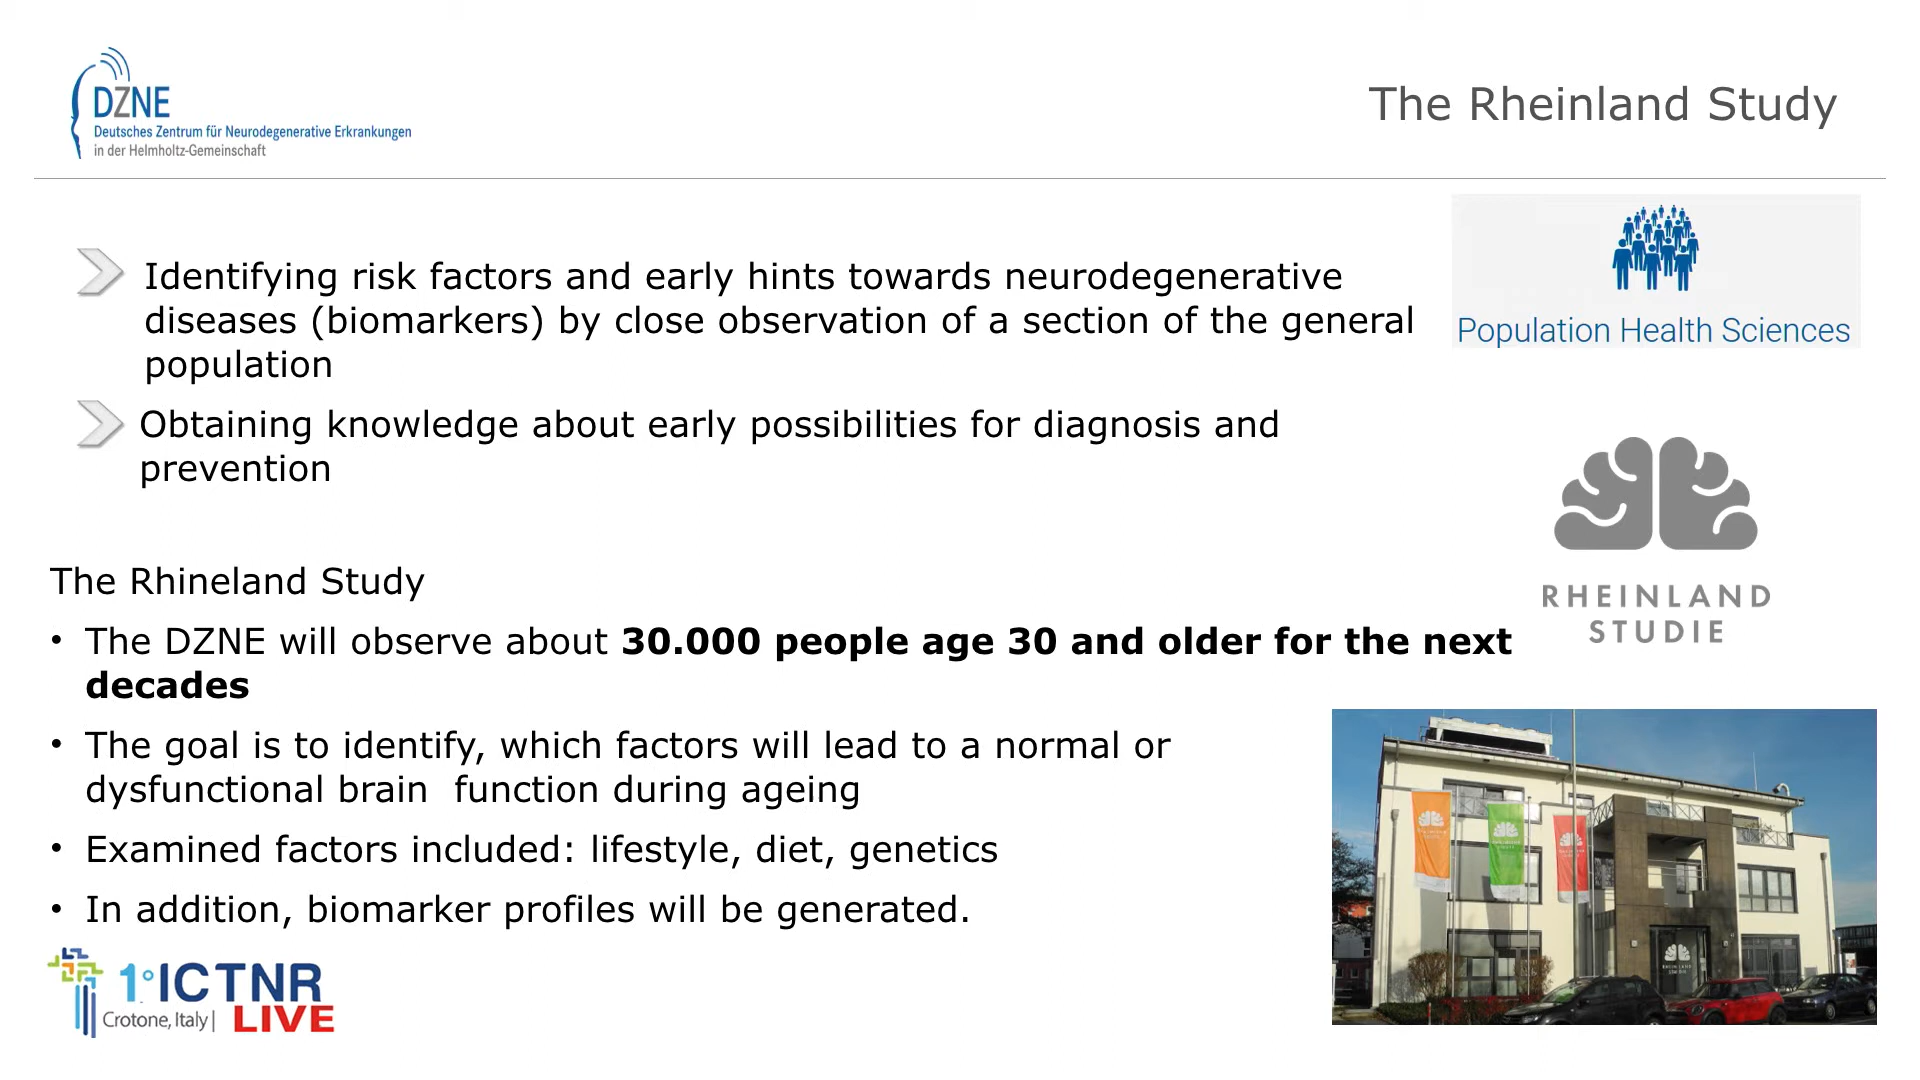 DZNE
Deutsches Zentrum für Neurodegenerative Erkrankungen
in der Helmholtz-Gemeinschaft
The Rheinland Study
Identifying risk factors and early hints towards neurodegenerative
diseases (biomarkers) by close observation of a section of the general
population
Population Health Sciences
Obtaining knowledge about early possibilities for diagnosis and
prevention
RHEINLAND
STUDIE
The Rhineland Study
• The DZNE will observe about 30.000 people age 30 and older for the next
decades
• The goal is to identify, which factors will lead to a normal or
dysfunctional brain  function during ageing
• Examined factors included: lifestyle, diet, genetics
• In addition, biomarker profiles will be generated.
1° ICTNR
Crotone, Italy | LIVE